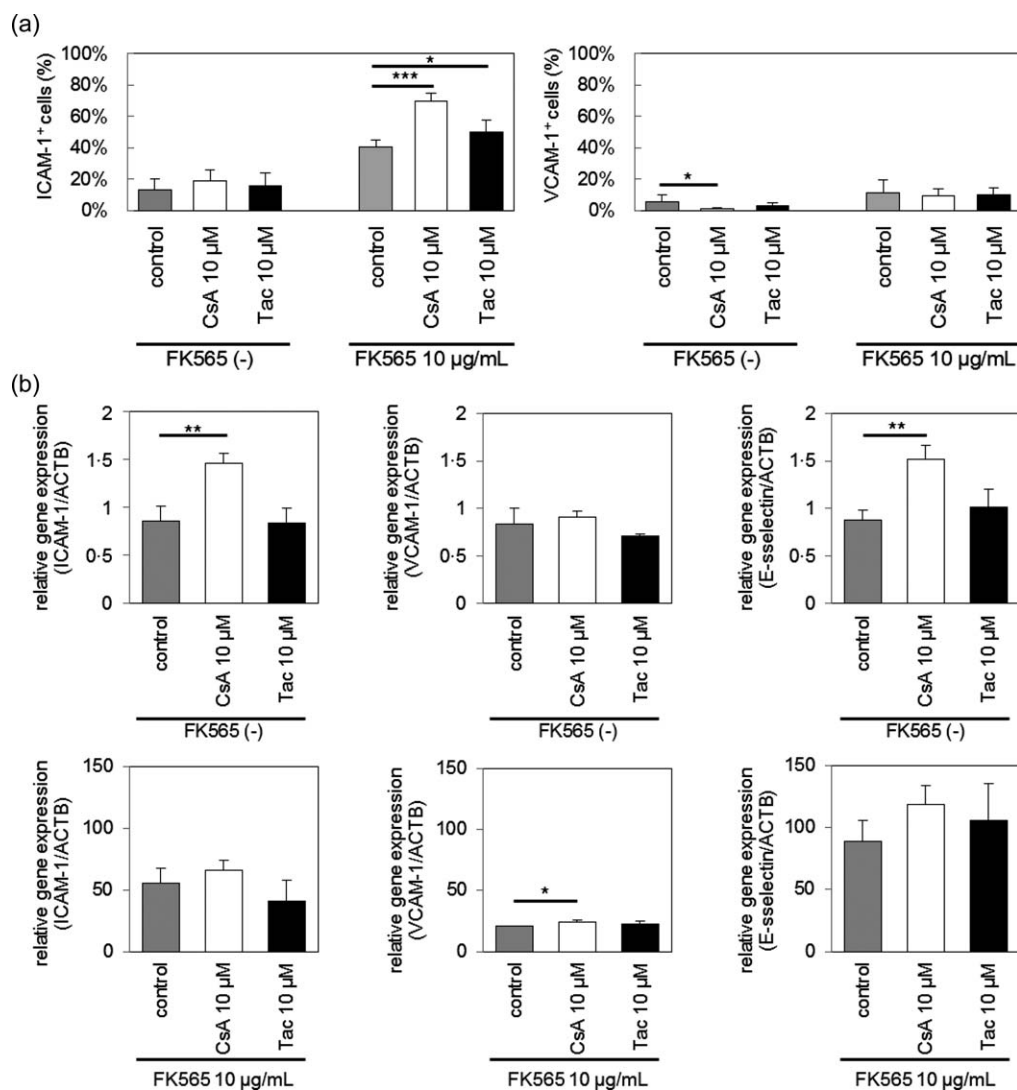 (a)
ICAM-1⁺ cells (%)
100%
80%
60%
40%
20%
0%
*
***
control
CsA 10 µM
Tac 10 µM
control
CsA 10 µM
Tac 10 µM
FK565 (-)
FK565 10 µg/mL
VCAM-1⁺ cells (%)
100%
80%
60%
40%
20%
0%
*
control
CsA 10 µM
Tac 10 µM
control
CsA 10 µM
Tac 10 µM
FK565 (-)
FK565 10 µg/mL
(b)
relative gene expression
(ICAM-1/ACTB)
2
1·5
1
0·5
0
**
control
CsA 10 µM
Tac 10 µM
FK565 (-)
relative gene expression
(VCAM-1/ACTB)
2
1·5
1
0·5
0
control
CsA 10 µM
Tac 10 µM
FK565 (-)
relative gene expression
(E-sselectin/ACTB)
2
1·5
1
0·5
0
**
control
CsA 10 µM
Tac 10 µM
FK565 (-)
relative gene expression
(ICAM-1/ACTB)
150
100
50
0
control
CsA 10 µM
Tac 10 µM
FK565 10 µg/mL
relative gene expression
(VCAM-1/ACTB)
150
100
50
0
*
control
CsA 10 µM
Tac 10 µM
FK565 10 µg/mL
relative gene expression
(E-sselectin/ACTB)
150
100
50
0
control
CsA 10 µM
Tac 10 µM
FK565 10 µg/mL